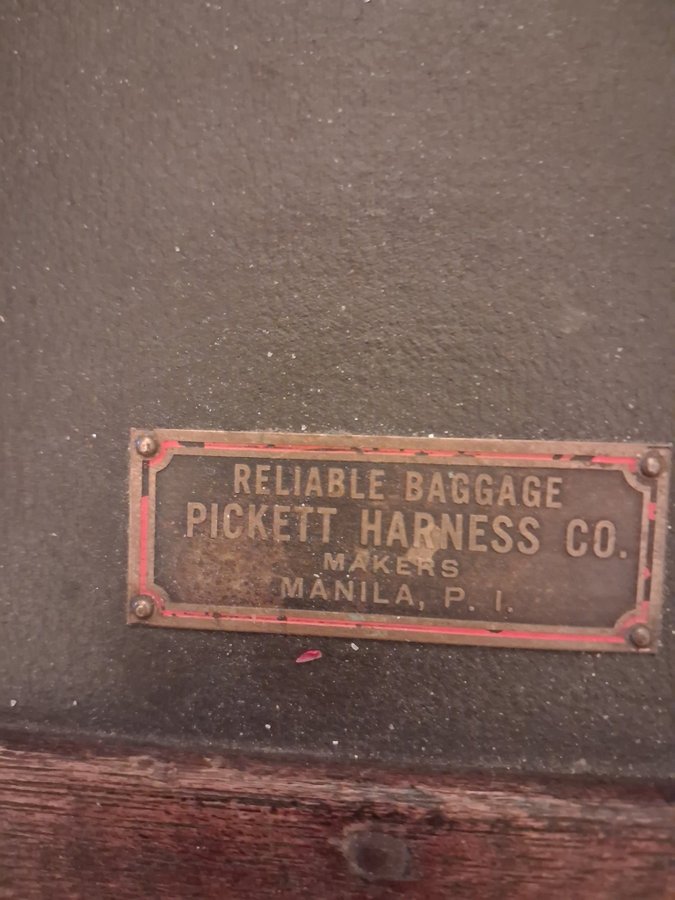 RELIABLE BAGGAGE
PICKETT HARNESS CO.
MAKERS
MANILA, P. I.